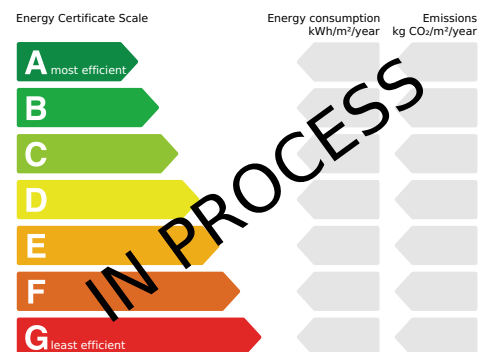 Energy Certificate Scale
Energy consumption
kWh/m²/year
Emissions
kg CO₂/m²/year
A most efficient
B
C
D
E
F
G least efficient
IN PROCESS